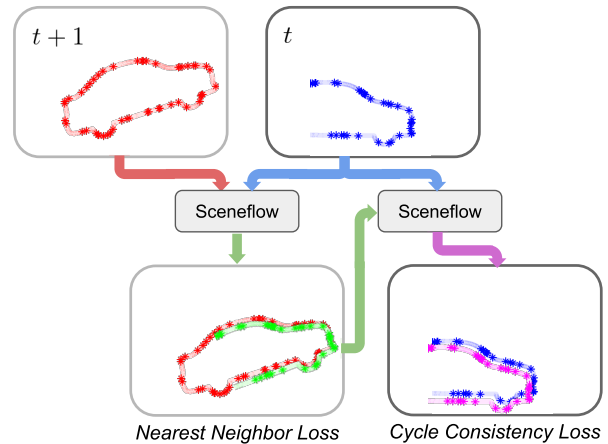 t + 1
t
Sceneflow
Sceneflow
Nearest Neighbor Loss
Cycle Consistency Loss